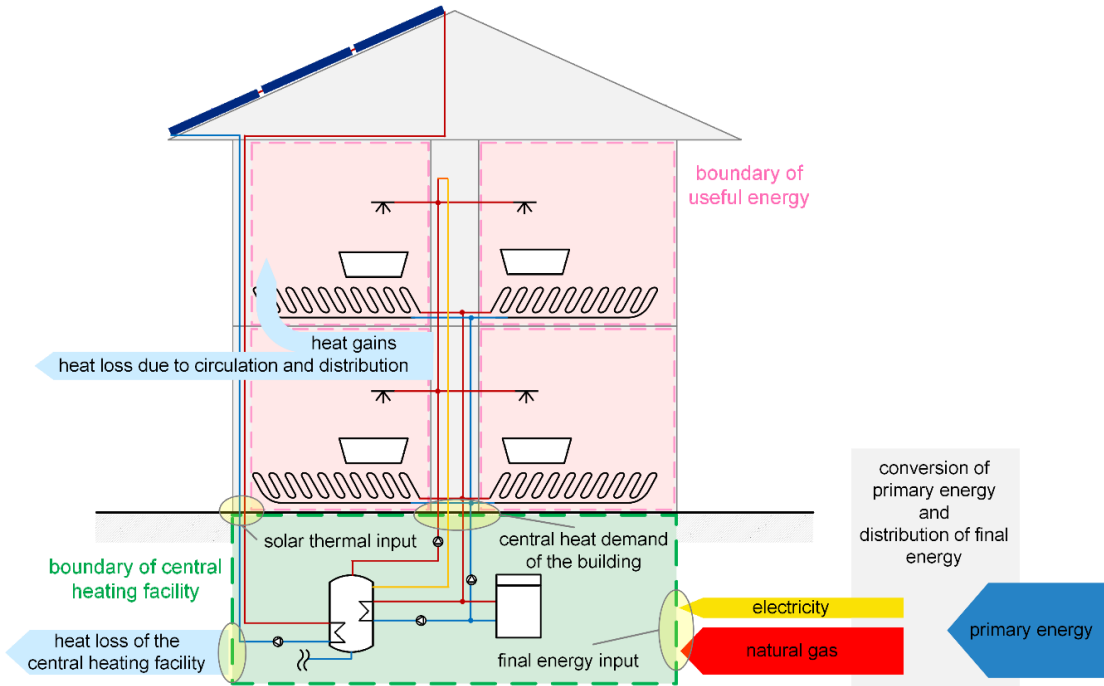 boundary of
useful energy
heat gains
heat loss due to circulation and distribution
conversion of
primary energy
and
distribution of final
energy
solar thermal input
central heat demand
of the building
boundary of central
heating facility
electricity
primary energy
heat loss of the
central heating facility
final energy input
natural gas